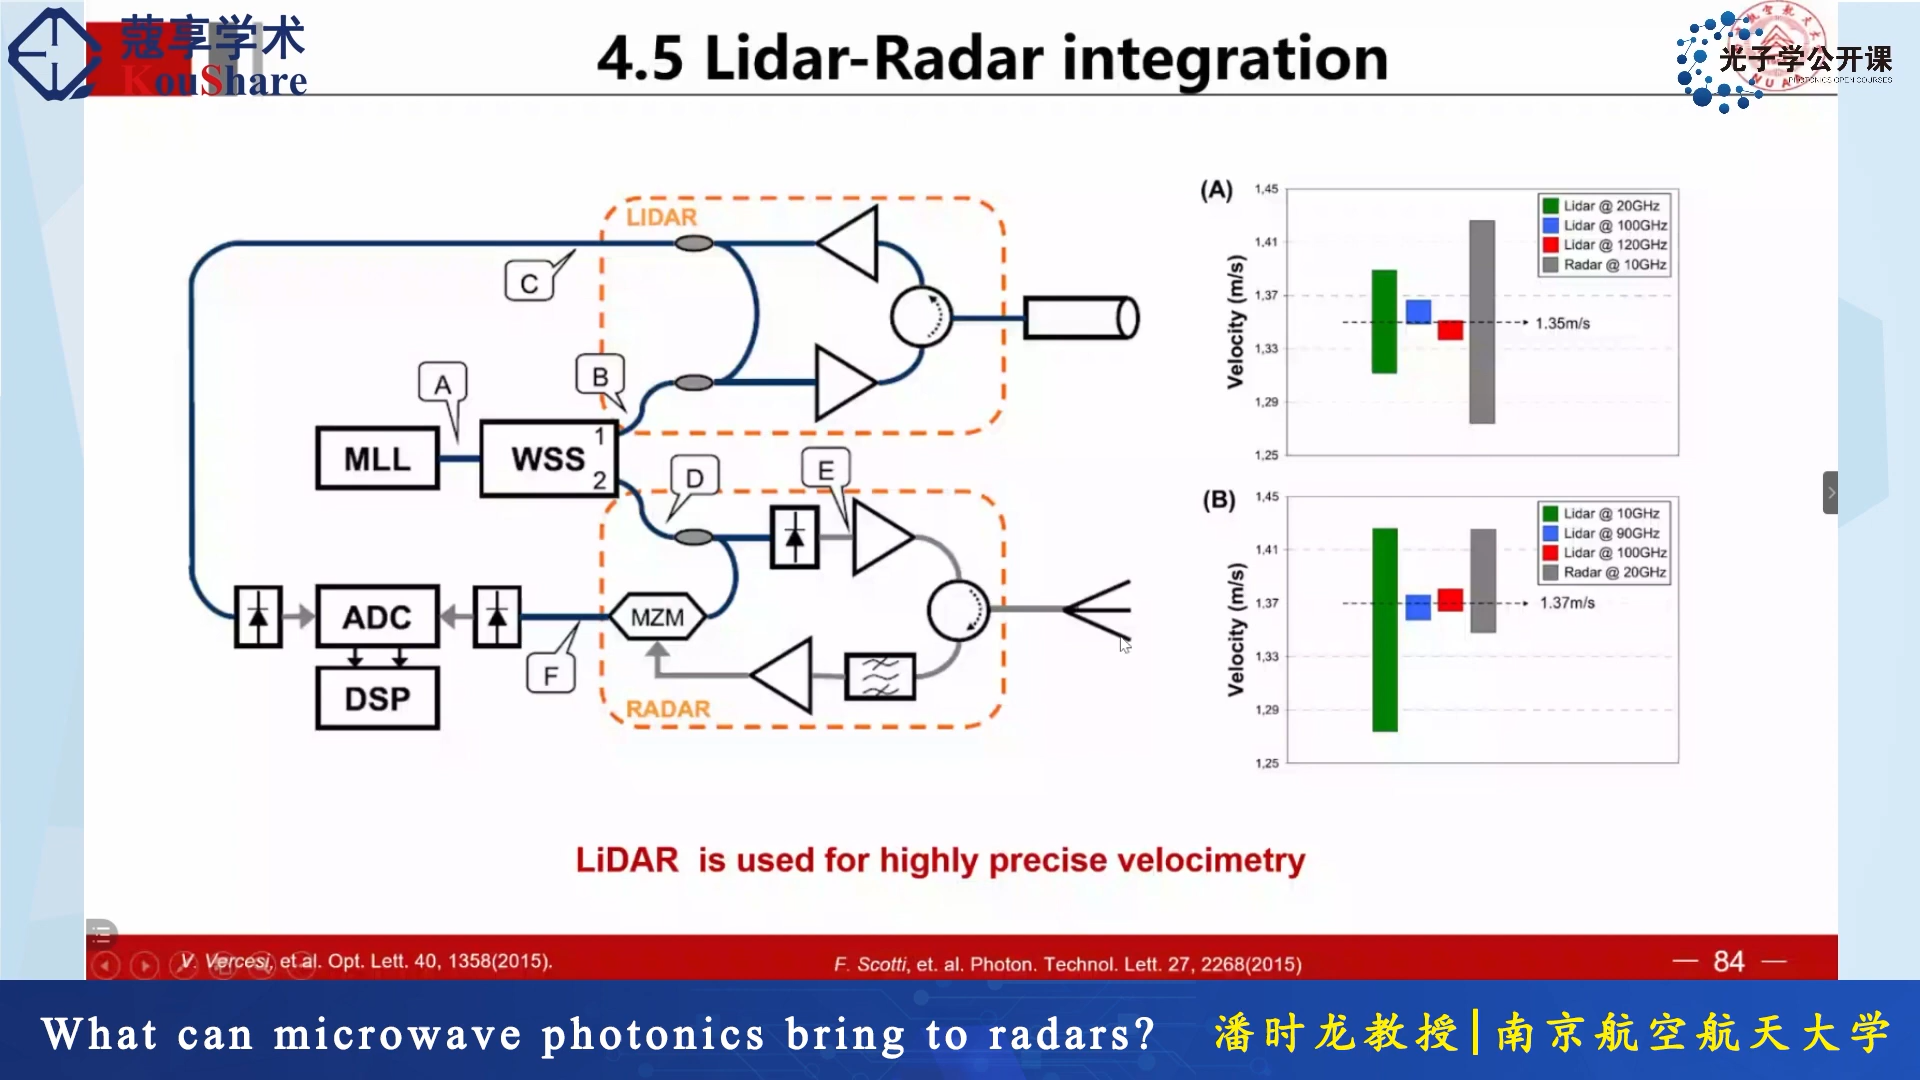 蔻享学术
KouShare
4.5 Lidar-Radar integration
光子学公开课
PHOTONICS OPEN COURSES
LIDAR
C
B
A
MLL
WSS
1
2
D
E
ADC
MZM
F
DSP
RADAR
(A)
1,45
1,41
1,37
1,33
1,29
1,25
Velocity (m/s)
Lidar @ 20GHz
Lidar @ 100GHz
Lidar @ 120GHz
Radar @ 10GHz
1.35m/s
(B)
1,45
1,41
1,37
1,33
1,29
1,25
Velocity (m/s)
Lidar @ 10GHz
Lidar @ 90GHz
Lidar @ 100GHz
Radar @ 20GHz
1.37m/s
LiDAR is used for highly precise velocimetry
V. Vercesi, et.al. Opt. Lett. 40, 1358(2015).
F. Scotti, et. al. Photon. Technol. Lett. 27, 2268(2015)
— 84 —
What can microwave photonics bring to radars?
潘时龙教授|南京航空航天大学